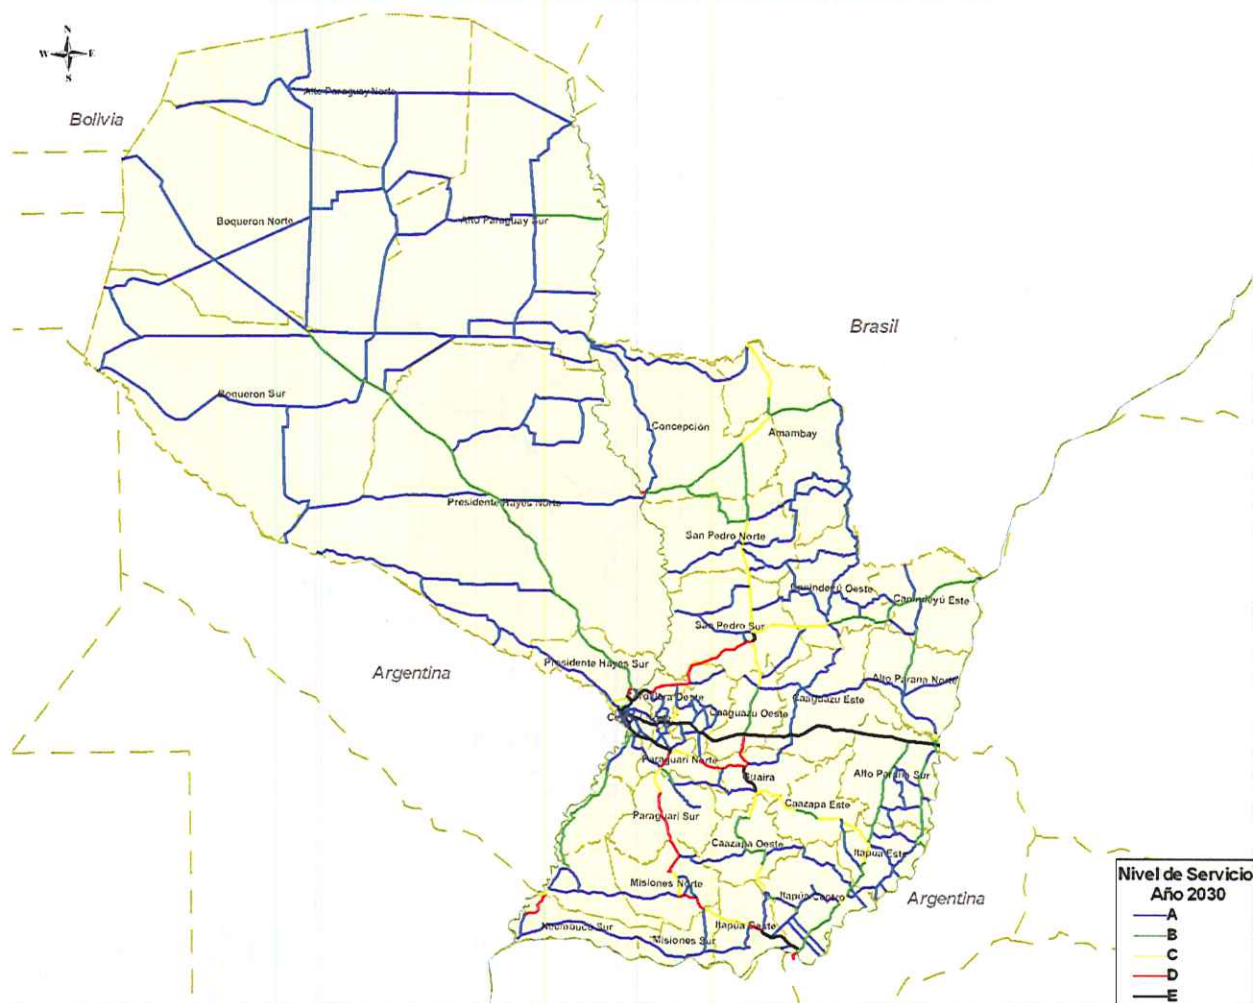 N
W E
S
Alto Paraguay Norte
Bolivia
Boqueron Norte
Alto Paraguay Sur
Brasil
Boqueron Sur
Concepción
Amambay
Presidente Hayes Norte
San Pedro Norte
Canindeyú Oeste
Canindeyú Este
San Pedro Sur
Presidente Hayes Sur
Argentina
Alto Parana Norte
Caaguazu Este
Caaguazu Oeste
Paraguari Norte
Guaira
Alto Parana Sur
Caazapa Este
Paraguari Sur
Caazapa Oeste
Itapua Este
Misiones Norte
Itapua Centro
Argentina
Itapua Oeste
Neembucu Sur
Misiones Sur
Nivel de Servicio
Año 2030
A
B
C
D
E